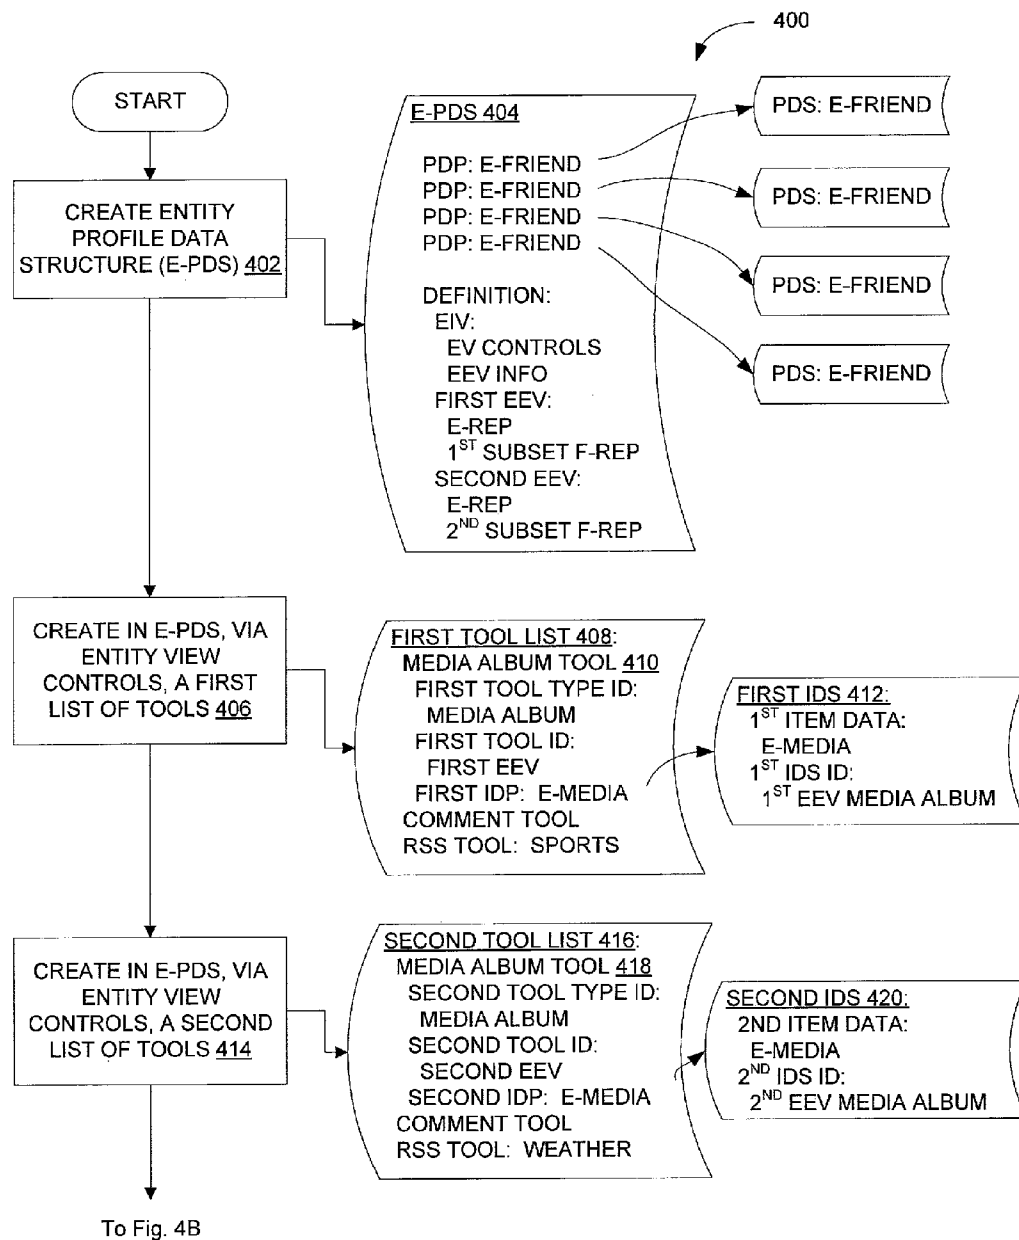 400
START
CREATE ENTITY
PROFILE DATA
STRUCTURE (E-PDS) 402
E-PDS 404
PDP: E-FRIEND
PDP: E-FRIEND
PDP: E-FRIEND
PDP: E-FRIEND
DEFINITION:
EIV:
EV CONTROLS
EEV INFO
FIRST EEV:
E-REP
1ST SUBSET F-REP
SECOND EEV:
E-REP
2ND SUBSET F-REP
PDS: E-FRIEND
PDS: E-FRIEND
PDS: E-FRIEND
PDS: E-FRIEND
CREATE IN E-PDS, VIA
ENTITY VIEW
CONTROLS, A FIRST
LIST OF TOOLS 406
FIRST TOOL LIST 408:
MEDIA ALBUM TOOL 410
FIRST TOOL TYPE ID:
MEDIA ALBUM
FIRST TOOL ID:
FIRST EEV
FIRST IDP: E-MEDIA
COMMENT TOOL
RSS TOOL: SPORTS
FIRST IDS 412:
1ST ITEM DATA:
E-MEDIA
1ST IDS ID:
1ST EEV MEDIA ALBUM
CREATE IN E-PDS, VIA
ENTITY VIEW
CONTROLS, A SECOND
LIST OF TOOLS 414
SECOND TOOL LIST 416:
MEDIA ALBUM TOOL 418
SECOND TOOL TYPE ID:
MEDIA ALBUM
SECOND TOOL ID:
SECOND EEV
SECOND IDP: E-MEDIA
COMMENT TOOL
RSS TOOL: WEATHER
SECOND IDS 420:
2ND ITEM DATA:
E-MEDIA
2ND IDS ID:
2ND EEV MEDIA ALBUM
To Fig. 4B